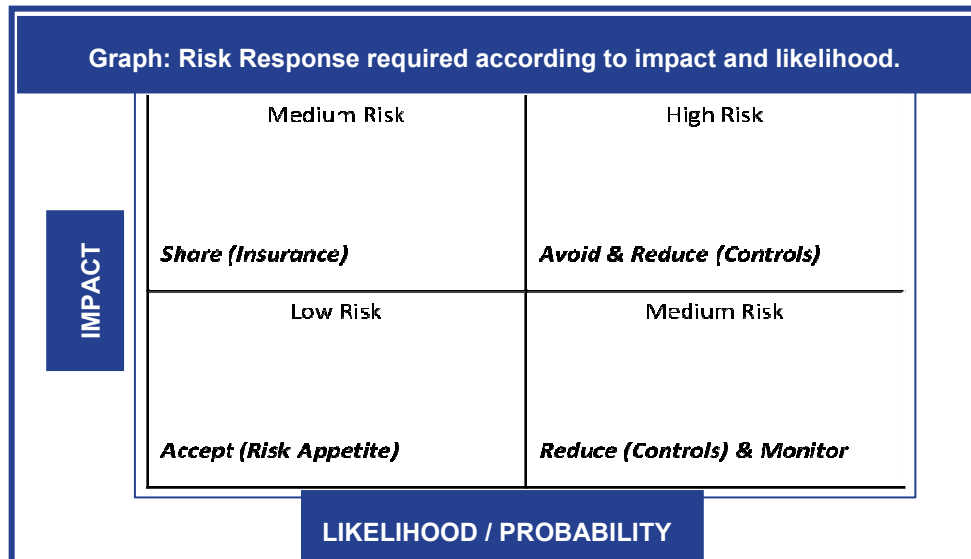 Graph: Risk Response required according to impact and likelihood.
Medium Risk
High Risk
Share (Insurance)
Avoid & Reduce (Controls)
IMPACT
Low Risk
Medium Risk
Accept (Risk Appetite)
Reduce (Controls) & Monitor
LIKELIHOOD / PROBABILITY